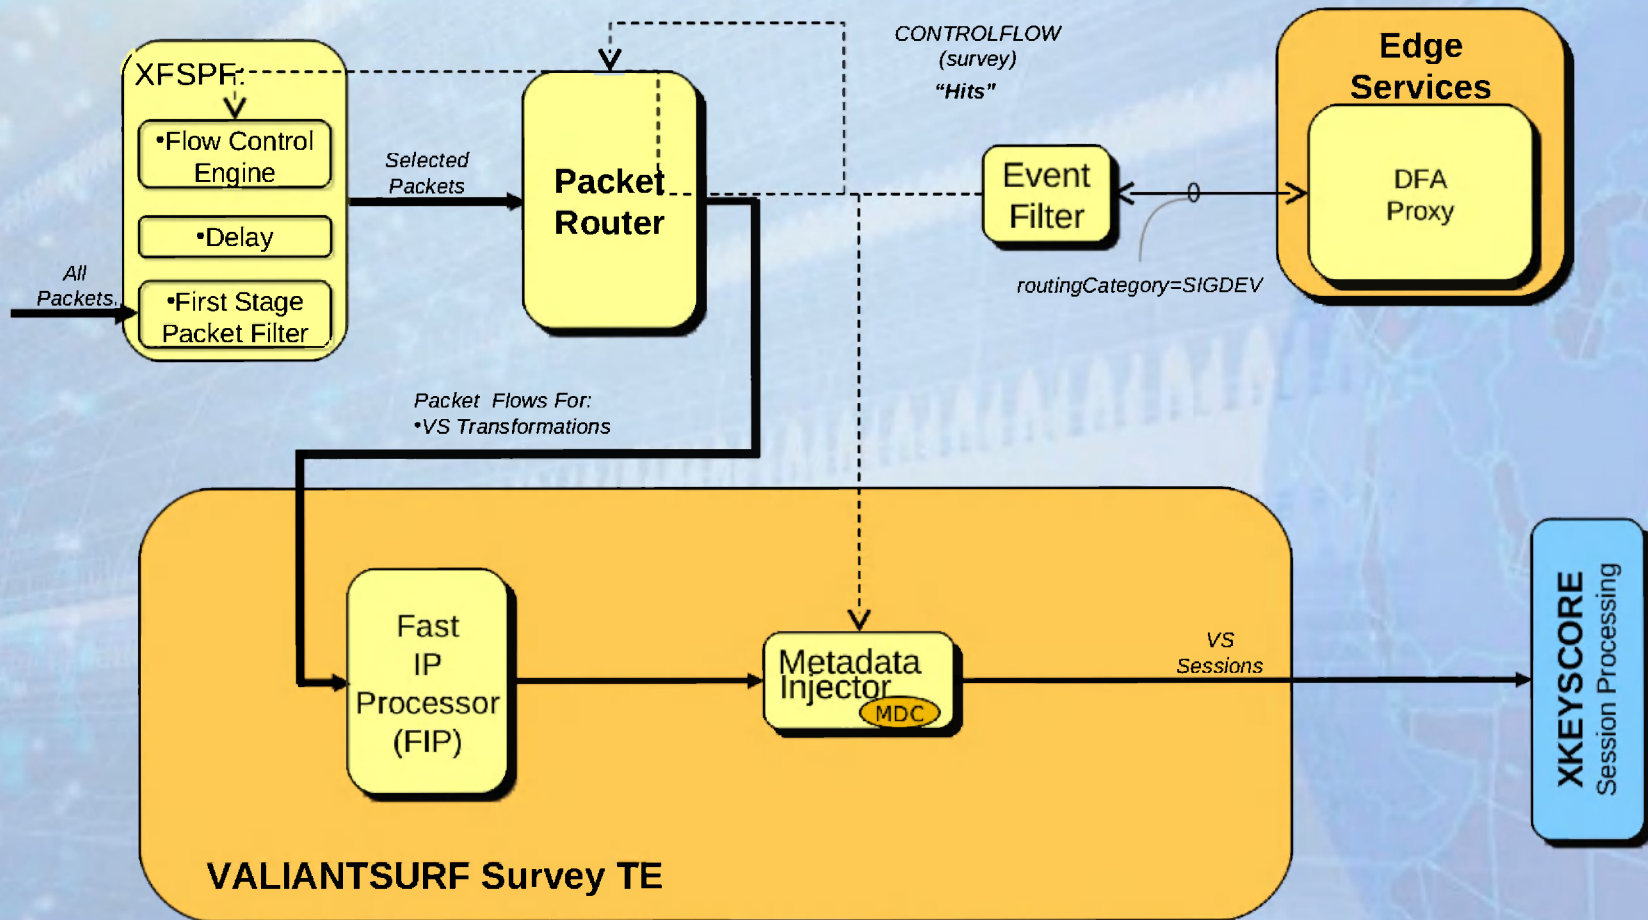 XFSPF:
•Flow Control
Engine
•Delay
•First Stage
Packet Filter
All
Packets
Selected
Packets
Packet
Router
CONTROLFLOW
(survey)
“Hits”
Event
Filter
routingCategory=SIGDEV
Edge
Services
DFA
Proxy
Packet Flows For:
•VS Transformations
Fast
IP
Processor
(FIP)
Metadata
Injector
MDC
VS
Sessions
XKEYSCORE
Session Processing
VALIANTSURF Survey TE